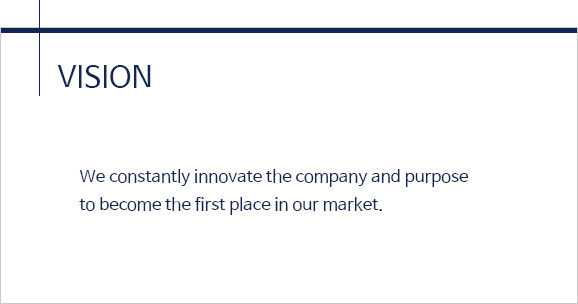 VISION
We constantly innovate the company and purpose
to become the first place in our market.